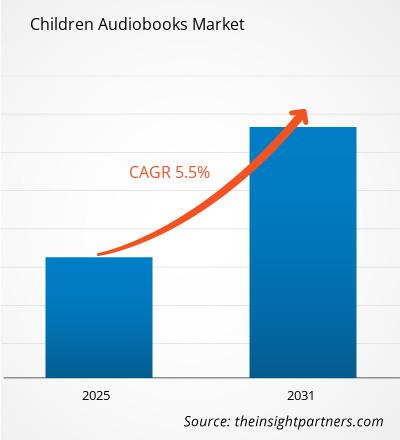 Children Audiobooks Market
CAGR 5.5%
2025 2031
Source: theinsightpartners.com